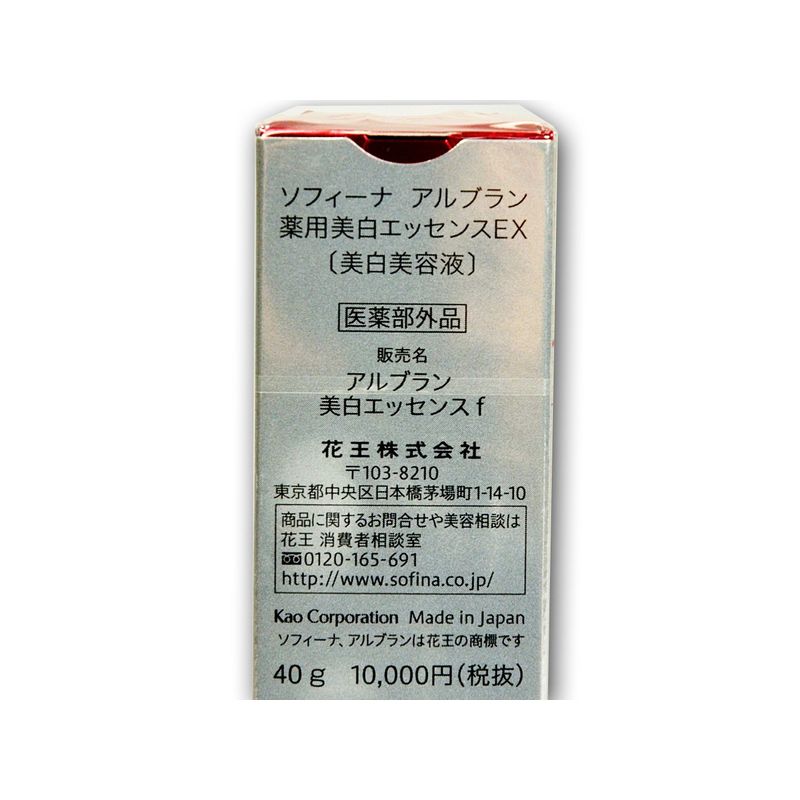 ソフィーナ アルブラン
薬用美白エッセンスEX
〔美白美容液〕
医薬部外品
販売名
アルブラン
美白エッセンスf
花王株式会社
〒103-8210
東京都中央区日本橋茅場町1-14-10
商品に関するお問合せや美容相談は
花王 消費者相談室
0120-165-691
http://www.sofina.co.jp/
Kao Corporation Made in Japan
ソフィーナ、アルブランは花王の商標です
40g 10,000円(税抜)